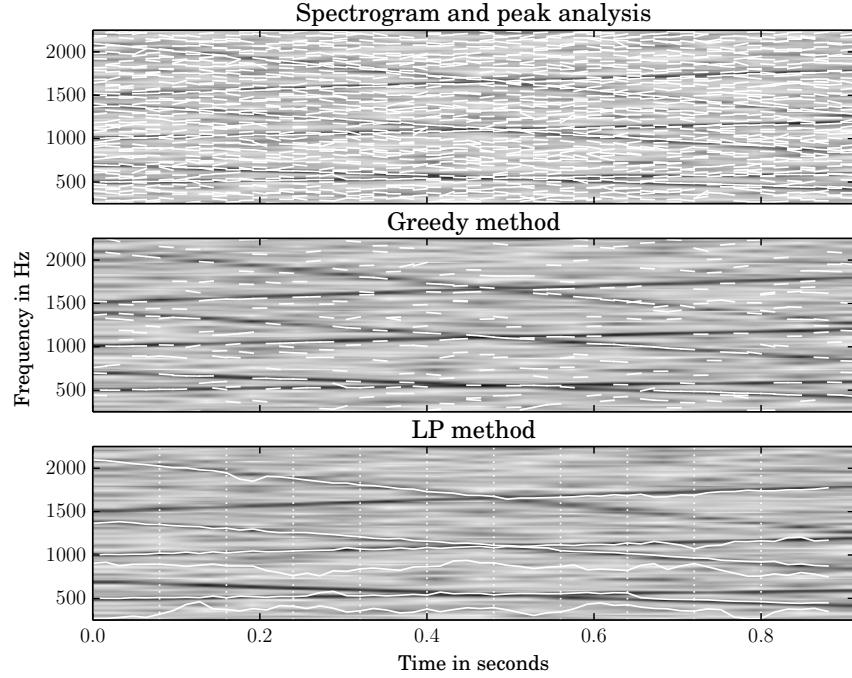 Spectrogram and peak analysis
2000
1500
1000
500
Greedy method
2000
1500
1000
500
Frequency in Hz
LP method
2000
1500
1000
500
0.0 0.2 0.4 0.6 0.8
Time in seconds